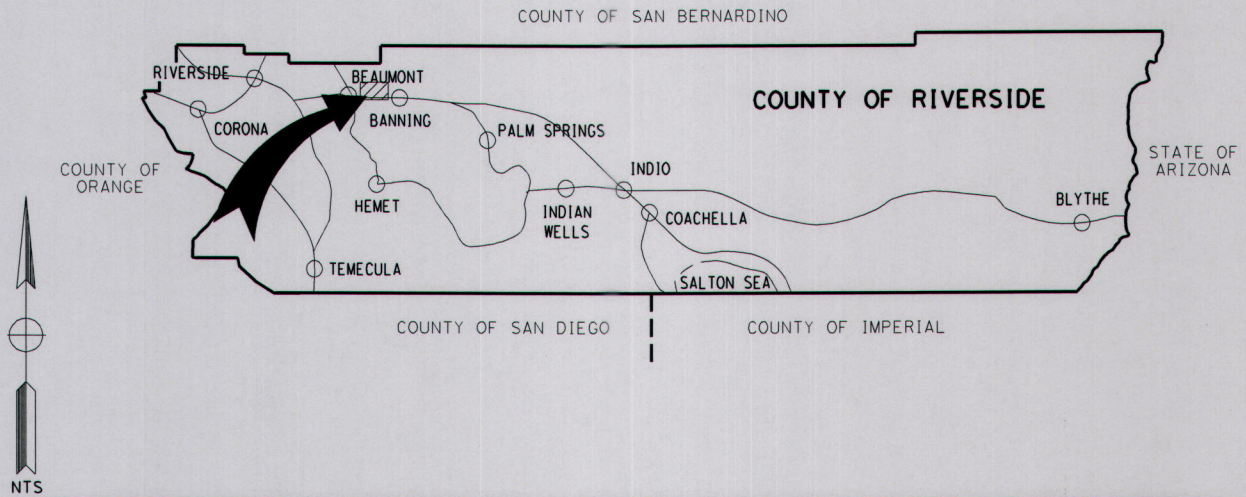 COUNTY OF SAN BERNARDINO
RIVERSIDE
BEAUMONT
COUNTY OF RIVERSIDE
CORONA
BANNING
PALM SPRINGS
COUNTY OF
ORANGE
STATE OF
ARIZONA
INDIO
HEMET
INDIAN
WELLS
COACHELLA
BLYTHE
TEMECULA
SALTON SEA
COUNTY OF SAN DIEGO
COUNTY OF IMPERIAL
NTS